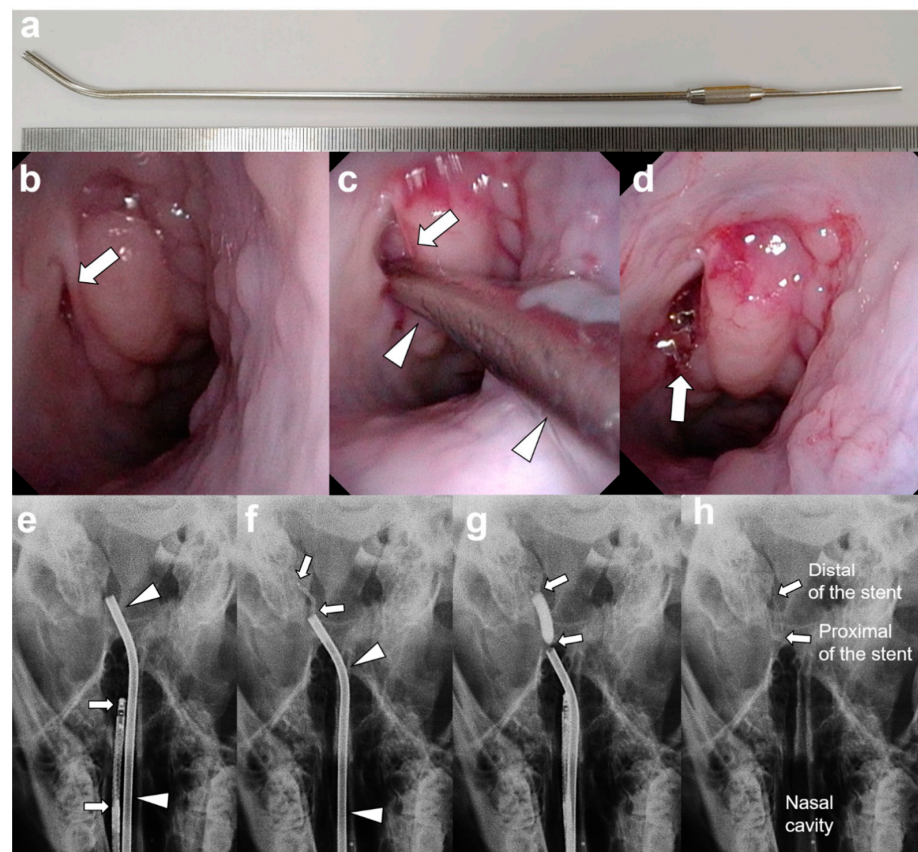 a
b
c
d
e
f
g
h
Distal
of the stent
Proximal
of the stent
Nasal
cavity